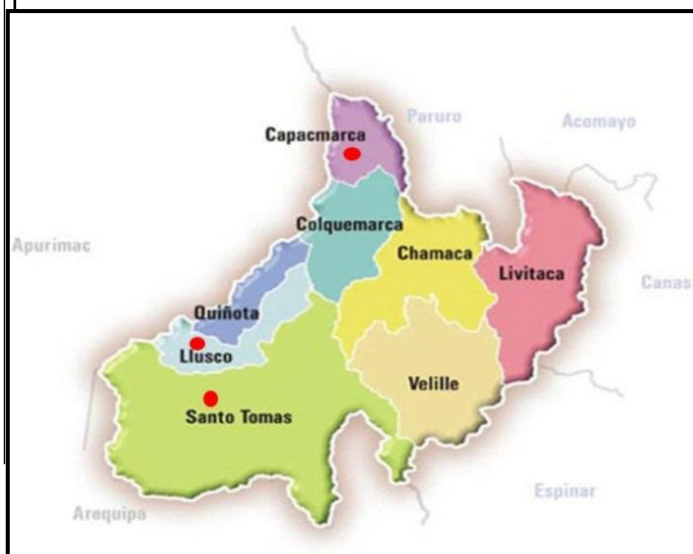 Paruro
Acomayo
Capacmarca
Colquemarca
Apurimac
Chamaca
Livitaca
Canas
Quiñota
Llusco
Velille
Santo Tomas
Espinar
Arequipa